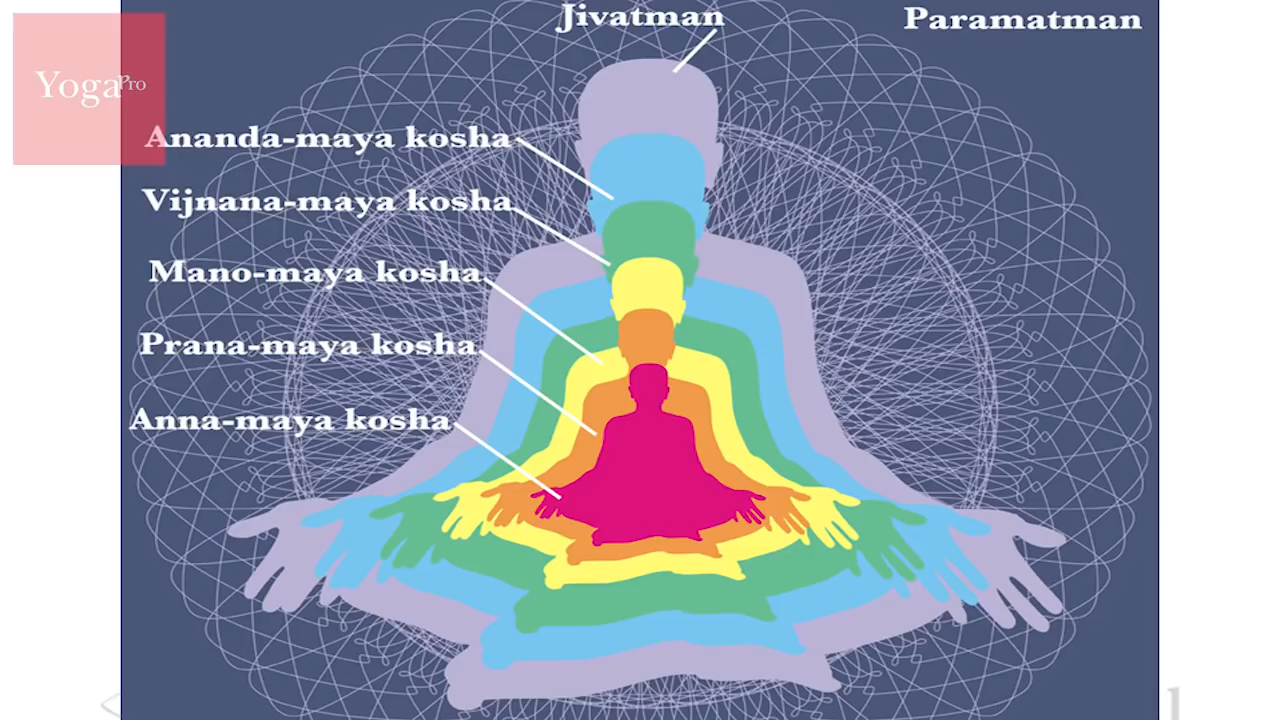 Jivatman
Paramatman
YogaPro
Ananda-maya kosha
Vijnana-maya kosha
Mano-maya kosha
Prana-maya kosha
Anna-maya kosha